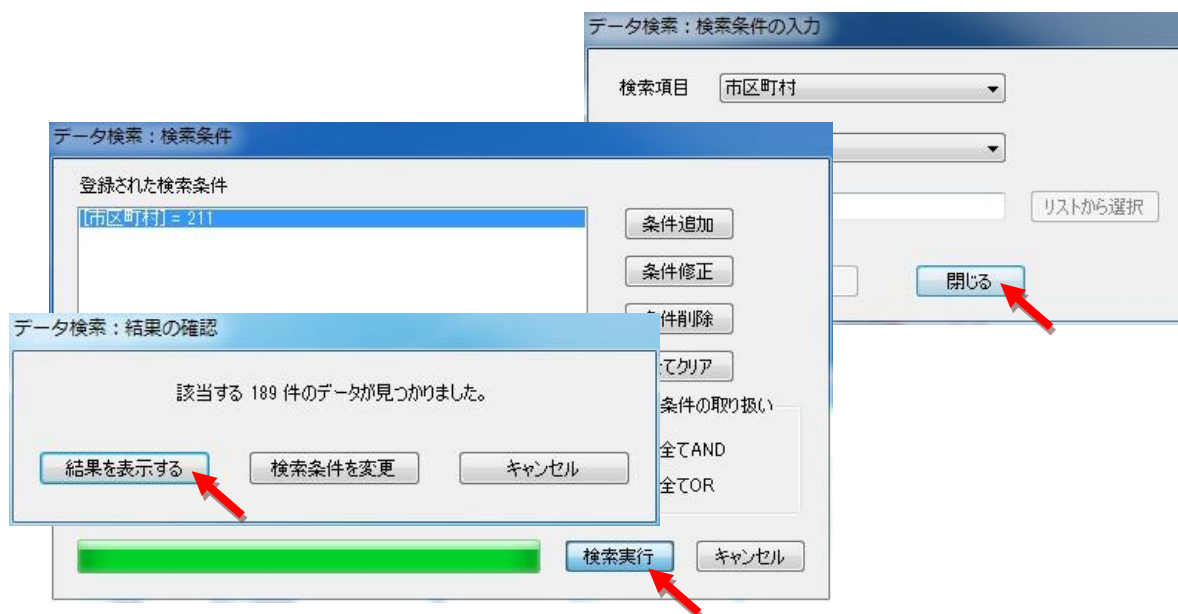 データ検索：検索条件の入力
検索項目
市区町村
リストから選択
閉じる
データ検索：検索条件
登録された検索条件
[市区町村] = 211
条件追加
条件修正
件削除
てクリア
条件の取り扱い
全てAND
全てOR
検索実行
キャンセル
データ検索：結果の確認
該当する 189 件のデータが見つかりました。
結果を表示する
検索条件を変更
キャンセル